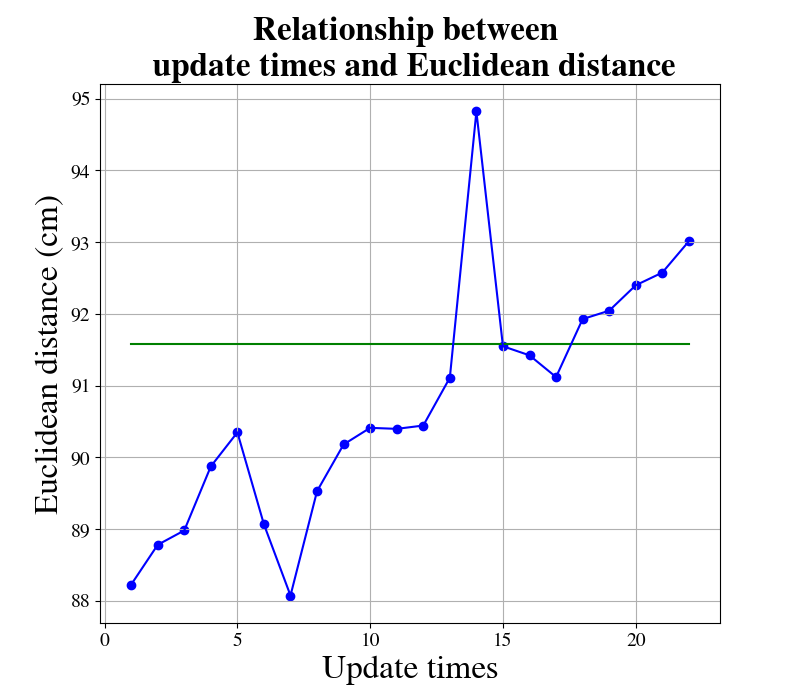 Relationship between
update times and Euclidean distance
Euclidean distance (cm)
95
94
93
92
91
90
89
88
0 5 10 15 20
Update times